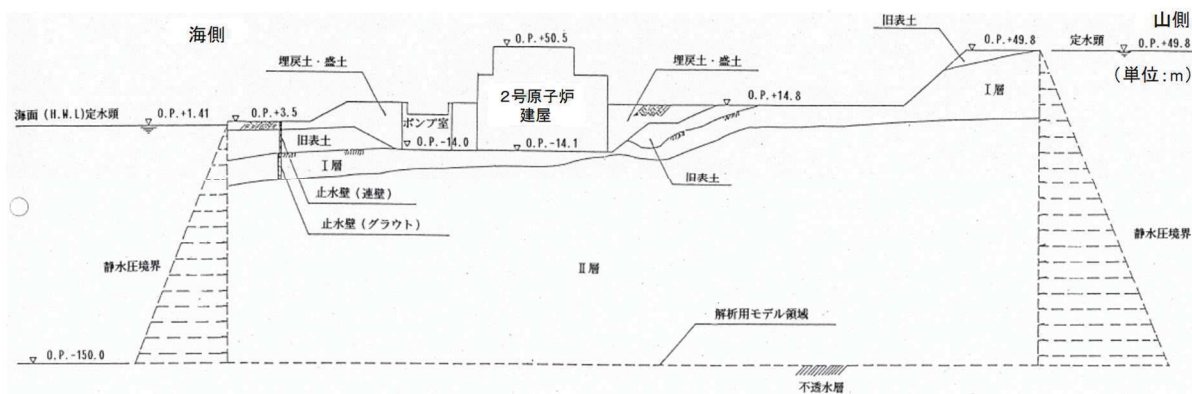 海側
山側
O.P.+50.5
旧表土
O.P.+49.8
定水頭
O.P.+49.8
(単位:m)
埋戻土・盛土
埋戻土・盛土
Ⅰ層
2号原子炉
建屋
海面(H.W.L)定水頭
O.P.+1.41
O.P.+3.5
ポンプ室
O.P.+14.8
旧表土
O.P.-14.0
O.P.-14.1
Ⅰ層
旧表土
止水壁(連壁)
止水壁(グラウト)
静水圧境界
Ⅱ層
静水圧境界
解析用モデル領域
O.P.-150.0
不透水層